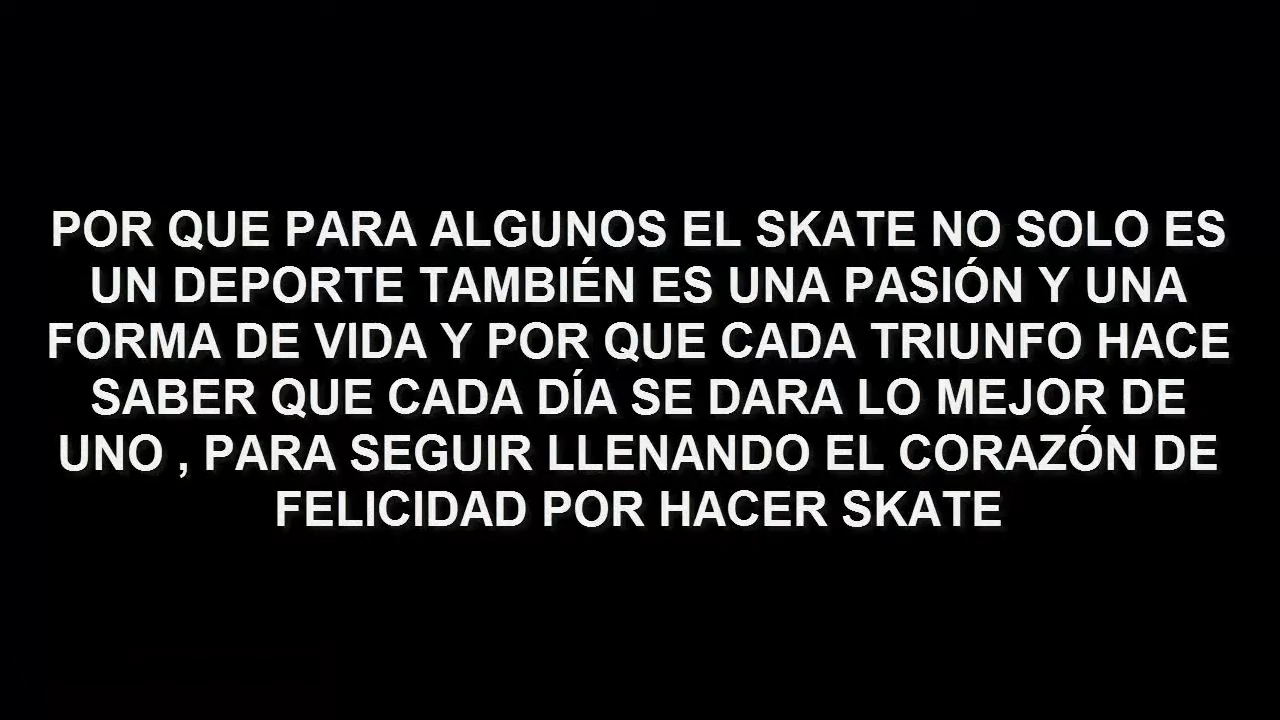 POR QUE PARA ALGUNOS EL SKATE NO SOLO ES
UN DEPORTE TAMBIÉN ES UNA PASIÓN Y UNA
FORMA DE VIDA Y POR QUE CADA TRIUNFO HACE
SABER QUE CADA DÍA SE DARA LO MEJOR DE
UNO , PARA SEGUIR LLENANDO EL CORAZÓN DE
FELICIDAD POR HACER SKATE